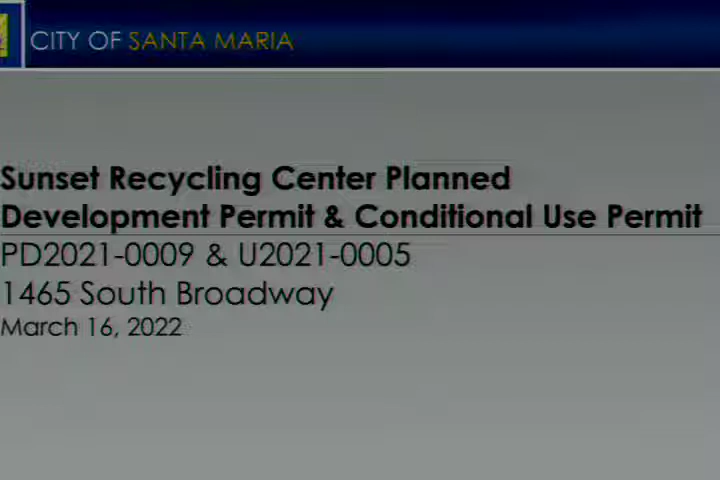 CITY OF SANTA MARIA
Sunset Recycling Center Planned
Development Permit & Conditional Use Permit
PD2021-0009 & U2021-0005
1465 South Broadway
March 16, 2022